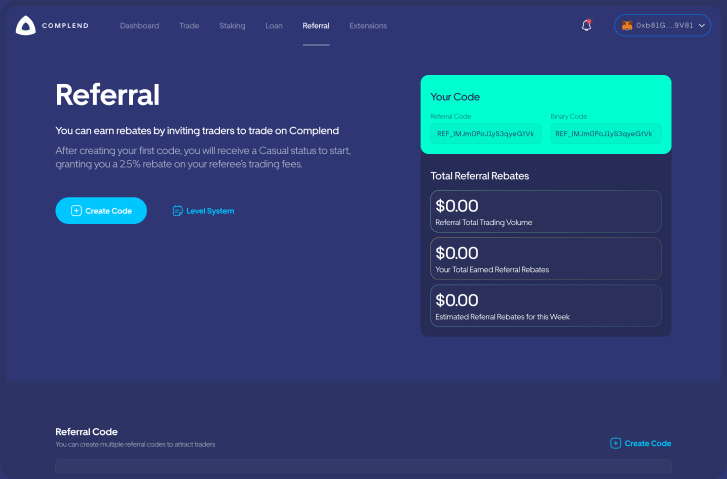 COMPLEND
Dashboard Trade Staking Loan Referral Extensions
0xb81G....9V81
Referral
You can earn rebates by inviting traders to trade on Complend
After creating your first code, you will receive a Casual status to start,
granting you a 2.5% rebate on your referee's trading fees.
Create Code Level System
Your Code
Referral Code Binary Code
REF_IMJm0PoJ1yS3qyeGtVk REF_IMJm0PoJ1yS3qyeGtVk
Total Referral Rebates
$0.00
Referral Total Trading Volume
$0.00
Your Total Earned Referral Rebates
$0.00
Estimated Referral Rebates for this Week
Referral Code
You can create multiple referral codes to attract traders
Create Code